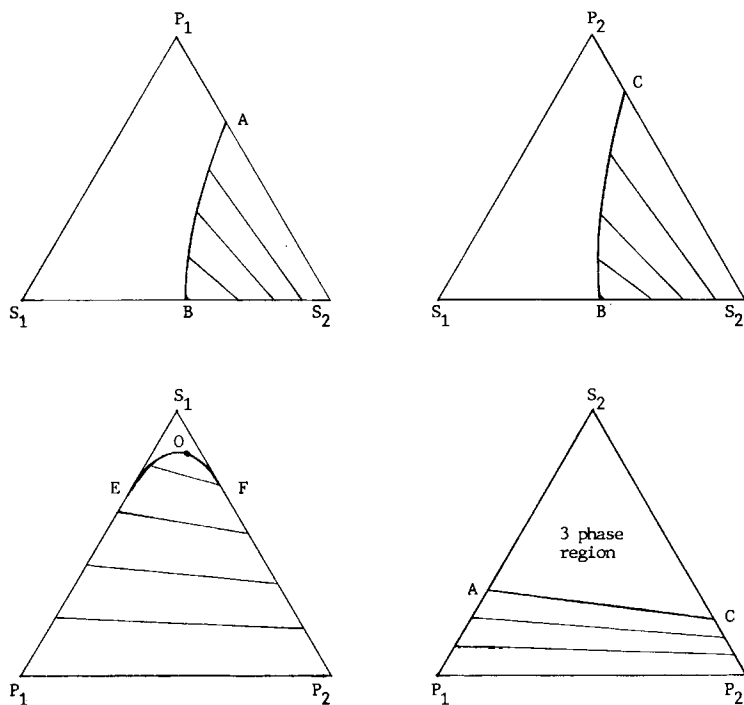 P1
A
S1 B S2
P2
C
S1 B S2
S1
O
E F
P1 P2
S2
3 phase
region
A
C
P1 P2